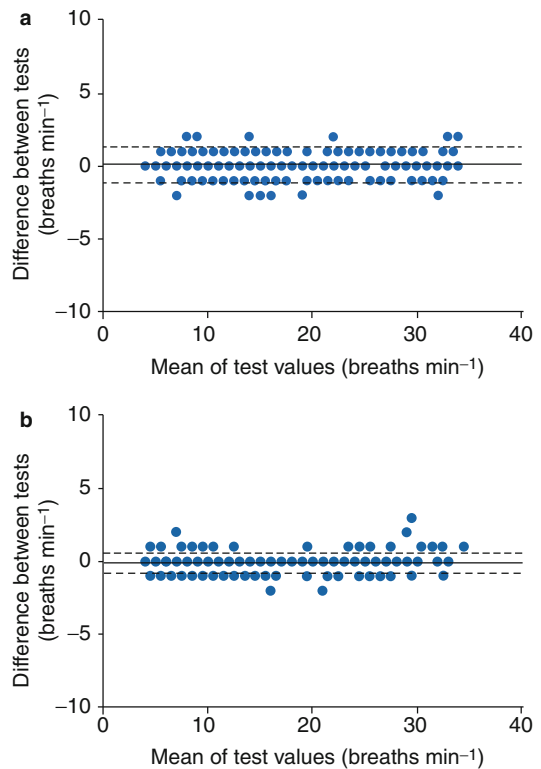 a
10
5
0
−5
−10
Difference between tests
(breaths min−1)
0
10
20
30
40
Mean of test values (breaths min−1)
b
10
5
0
−5
−10
Difference between tests
(breaths min−1)
0
10
20
30
40
Mean of test values (breaths min−1)